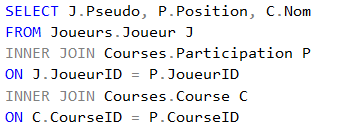 SELECT J.Pseudo, P.Position, C.Nom
FROM Joueurs.Joueur J
INNER JOIN Courses.Participation P
ON J.JoueurID = P.JoueurID
INNER JOIN Courses.Course C
ON C.CourseID = P.CourseID